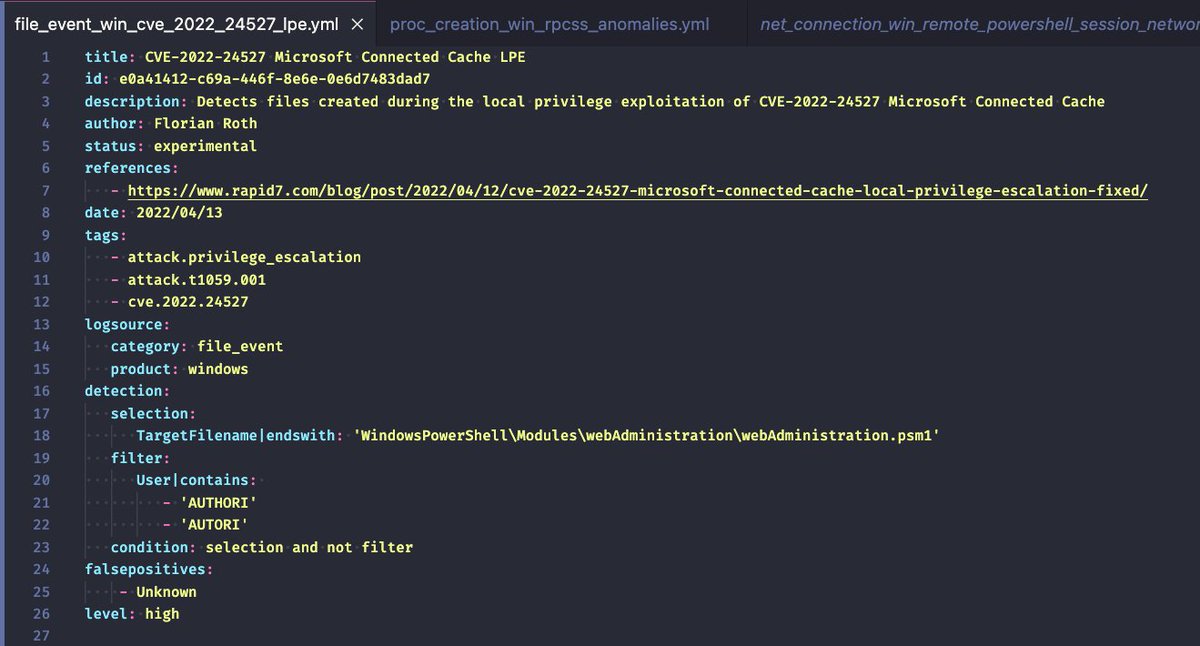 file_event_win_cve_2022_24527_lpe.yml × proc_creation_win_rpcss_anomalies.yml net_connection_win_remote_powershell_session_networ
1 title: CVE-2022-24527 Microsoft Connected Cache LPE
2 id: e0a41412-c69a-446f-8e6e-0e6d7483dad7
3 description: Detects files created during the local privilege exploitation of CVE-2022-24527 Microsoft Connected Cache
4 author: Florian Roth
5 status: experimental
6 references:
7 - https://www.rapid7.com/blog/post/2022/04/12/cve-2022-24527-microsoft-connected-cache-local-privilege-escalation-fixed/
8 date: 2022/04/13
9 tags:
10 - attack.privilege_escalation
11 - attack.t1059.001
12 - cve.2022.24527
13 logsource:
14 category: file_event
15 product: windows
16 detection:
17 selection:
18 TargetFilename|endswith: 'WindowsPowerShell\Modules\webAdministration\webAdministration.psm1'
19 filter:
20 User|contains:
21 - 'AUTHORI'
22 - 'AUTORI'
23 condition: selection and not filter
24 falsepositives:
25 - Unknown
26 level: high
27